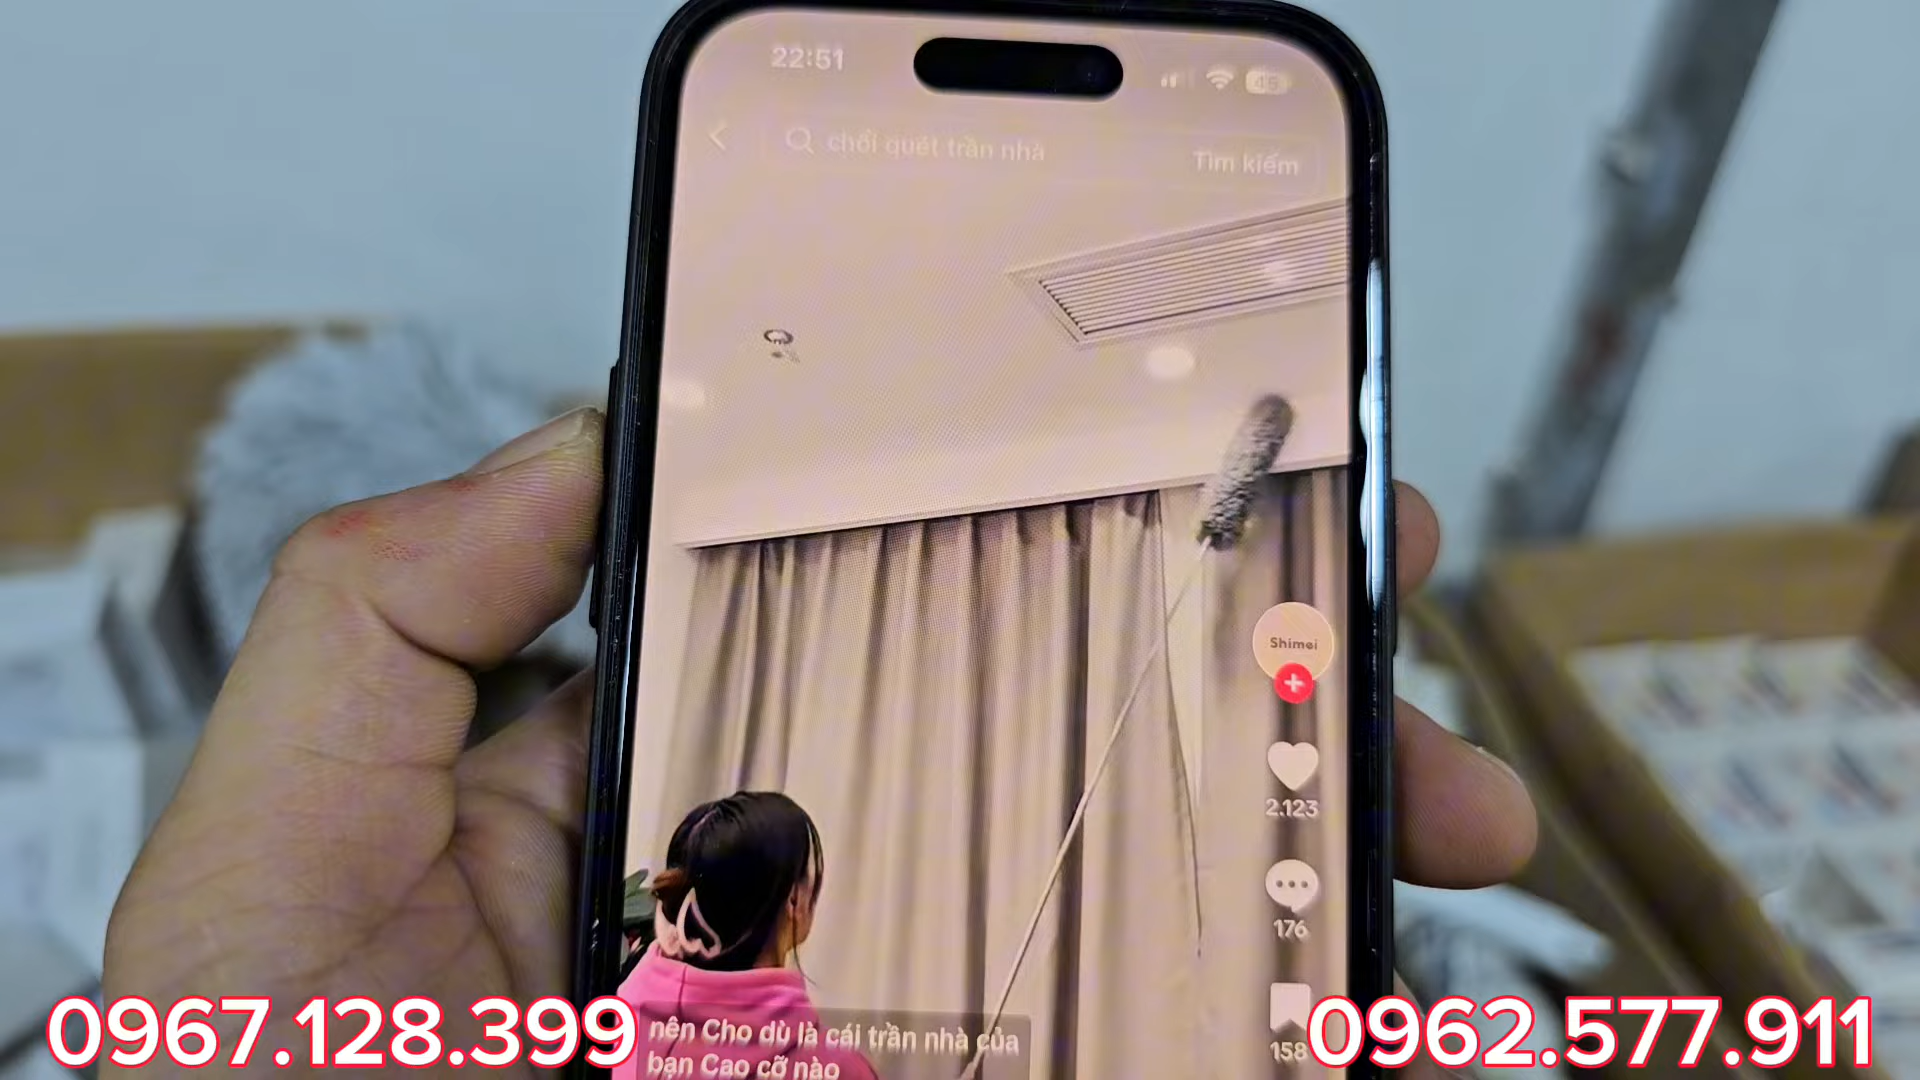 22:51
45
chổi quét trần nhà
Tìm kiếm
Shimei
2.123
176
158
nên Cho dù là cái trần nhà của
bạn Cao cỡ nào
0967.128.399
0962.577.911